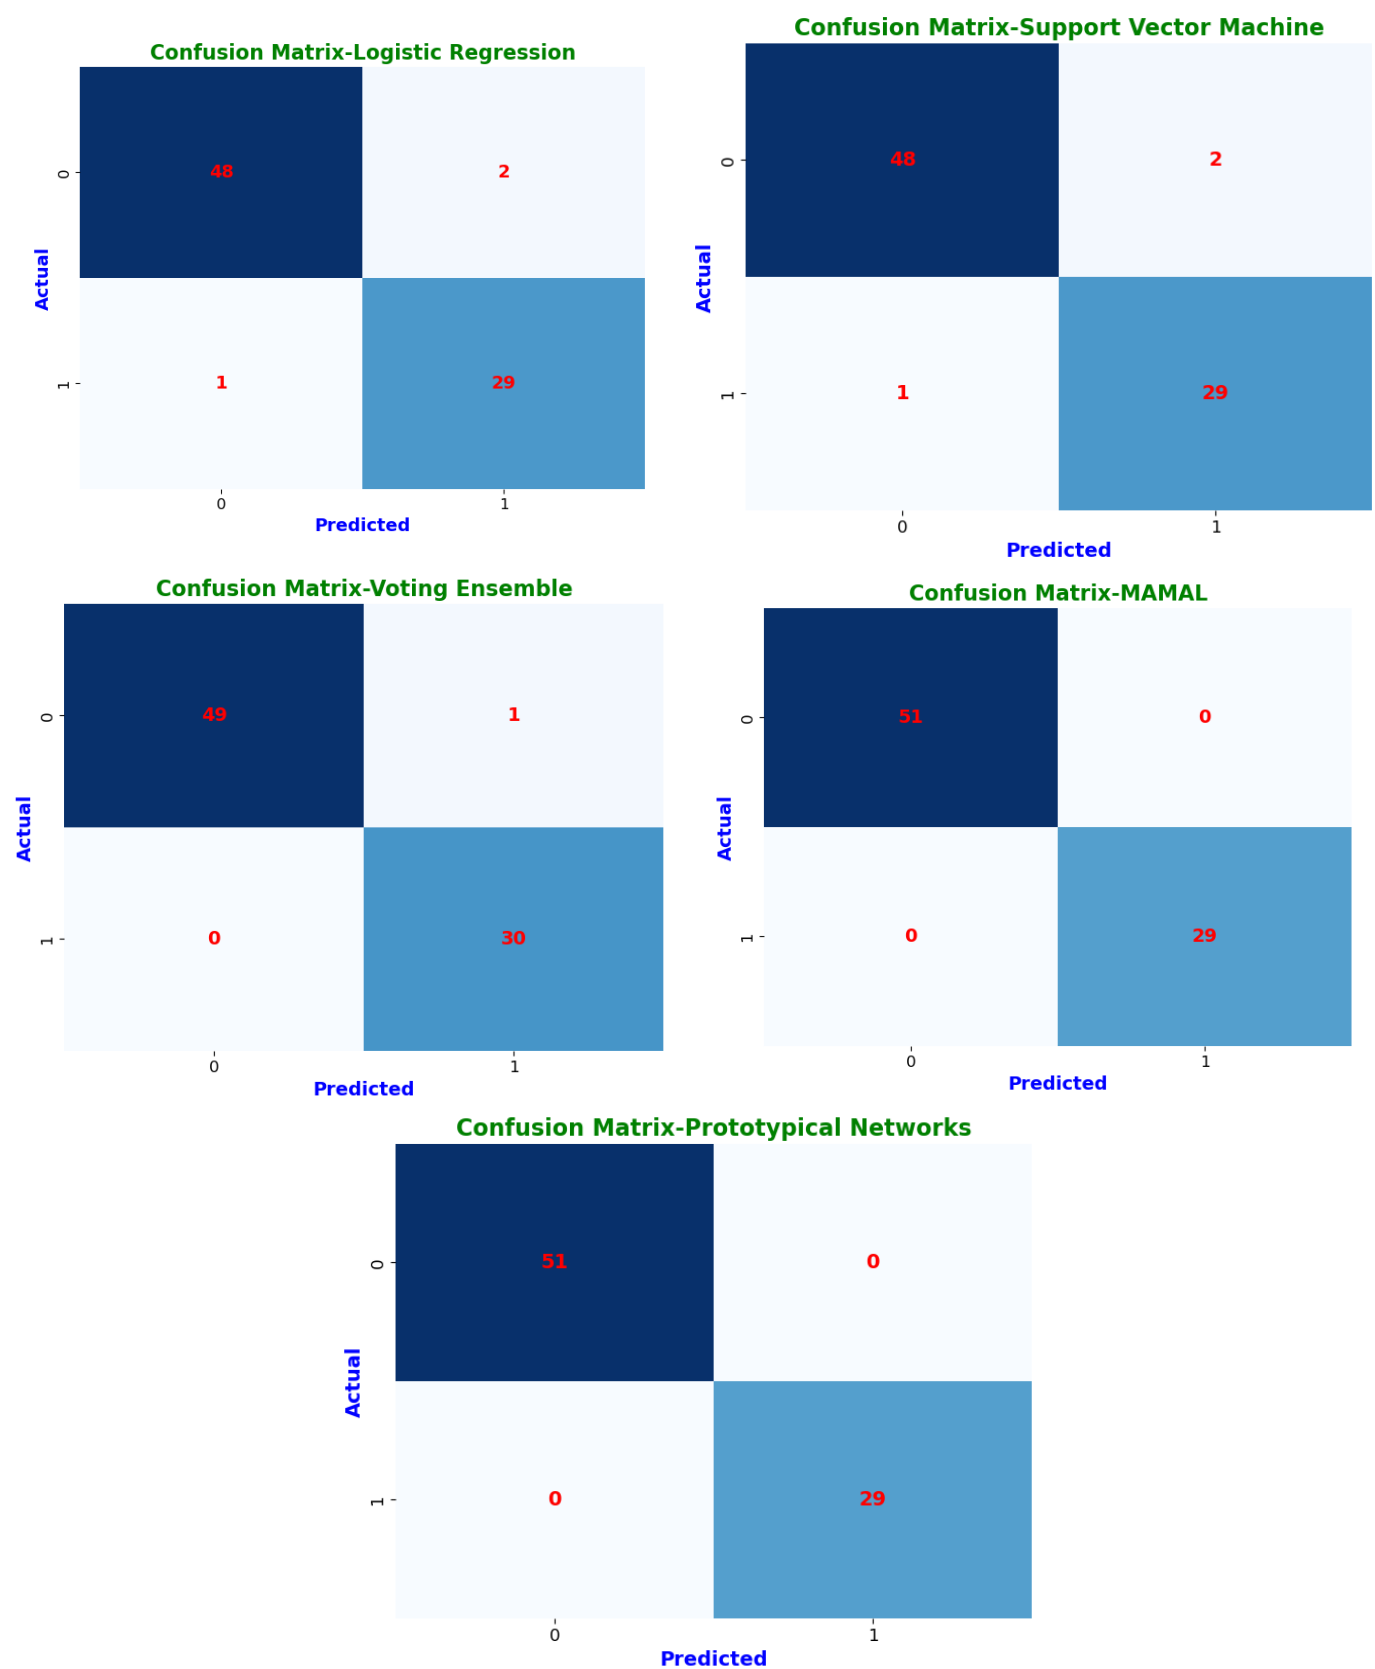 Confusion Matrix-Logistic Regression
48 2
0
Actual
1 29
1
0 1
Predicted
Confusion Matrix-Support Vector Machine
48 2
0
Actual
1 29
1
0 1
Predicted
Confusion Matrix-Voting Ensemble
49 1
0
Actual
0 30
1
0 1
Predicted
Confusion Matrix-MAMAL
51 0
0
Actual
0 29
1
0 1
Predicted
Confusion Matrix-Prototypical Networks
51 0
0
Actual
0 29
1
0 1
Predicted